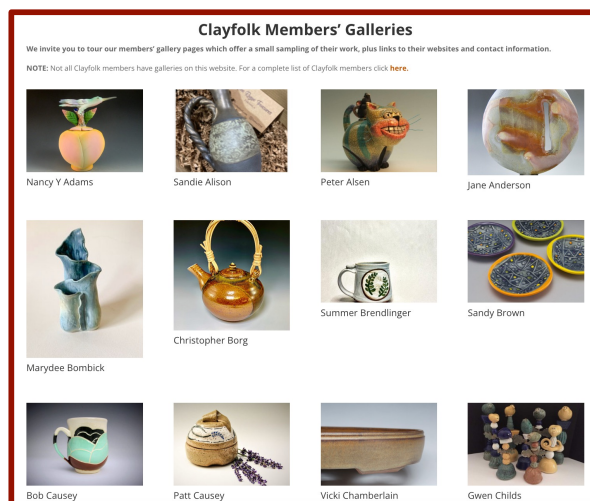 Clayfolk Members' Galleries
We invite you to tour our members' gallery pages which offer a small sampling of their work, plus links to their websites and contact information.
NOTE: Not all Clayfolk members have galleries on this website. For a complete list of Clayfolk members click here.
Nancy Y Adams
Sandie Alison
Peter Alsen
Jane Anderson
Marydee Bombick
Christopher Borg
Summer Brendlinger
Sandy Brown
Bob Causey
Patt Causey
Vicki Chamberlain
Gwen Childs